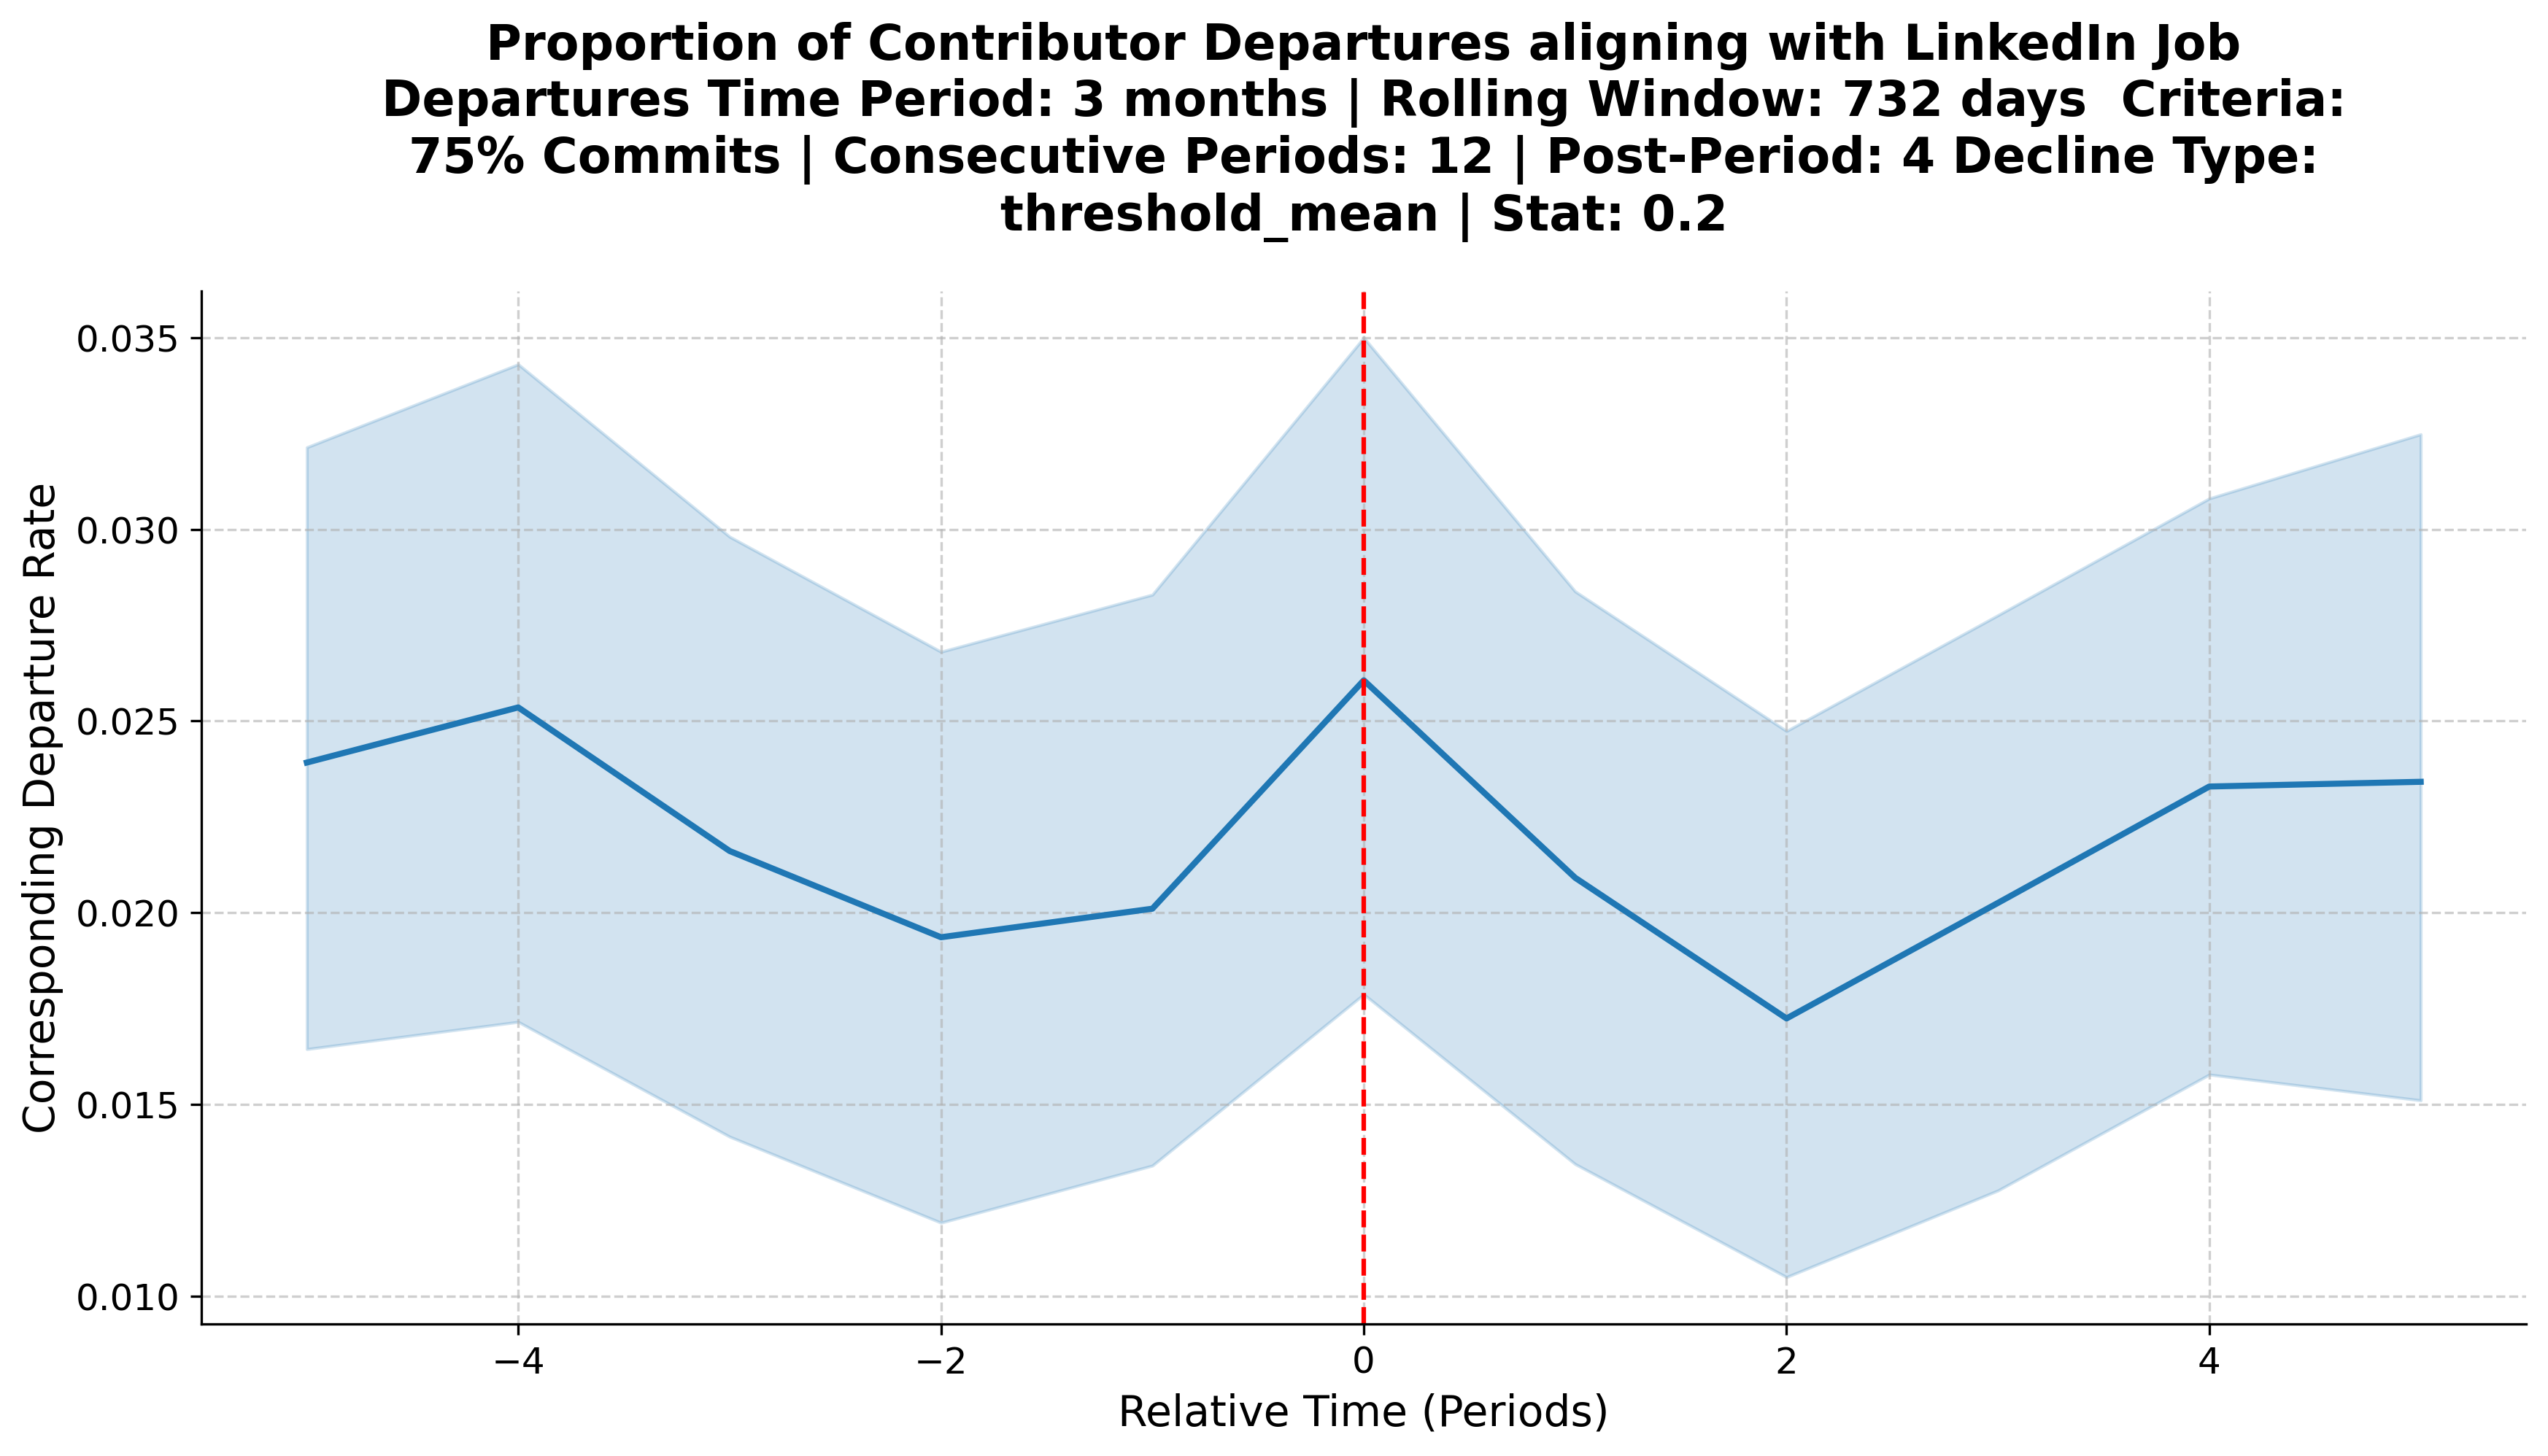 Proportion of Contributor Departures aligning with LinkedIn Job
Departures Time Period: 3 months | Rolling Window: 732 days  Criteria:
75% Commits | Consecutive Periods: 12 | Post-Period: 4 Decline Type:
threshold_mean | Stat: 0.2
Corresponding Departure Rate
0.035
0.030
0.025
0.020
0.015
0.010
−4
−2
0
2
4
Relative Time (Periods)